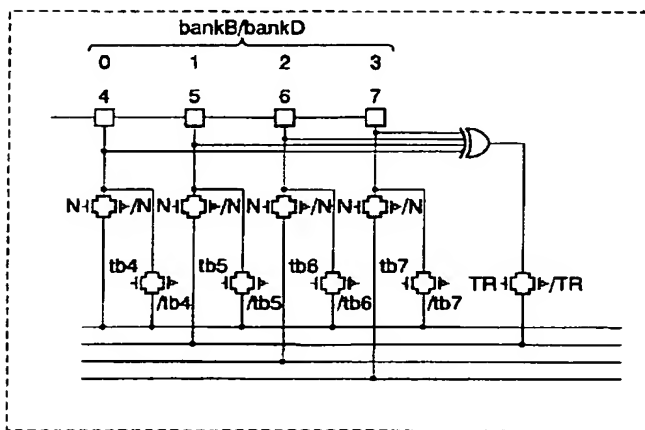 bankB/bankD
0 1 2 3
4 5 6 7
N /N N /N N /N N /N
tb4 tb5 tb6 tb7 TR /TR
/tb4 /tb5 /tb6 /tb7